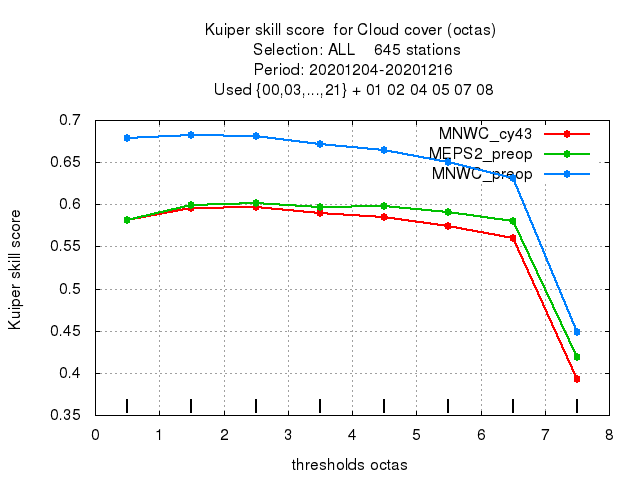 Kuiper skill score  for Cloud cover (octas)
Selection: ALL    645 stations
Period: 20201204-20201216
Used {00,03,...,21} + 01 02 04 05 07 08
0.7
0.65
0.6
0.55
0.5
0.45
0.4
0.35
Kuiper skill score
MNWC_cy43
MEPS2_preop
MNWC_preop
0 1 2 3 4 5 6 7 8
thresholds octas